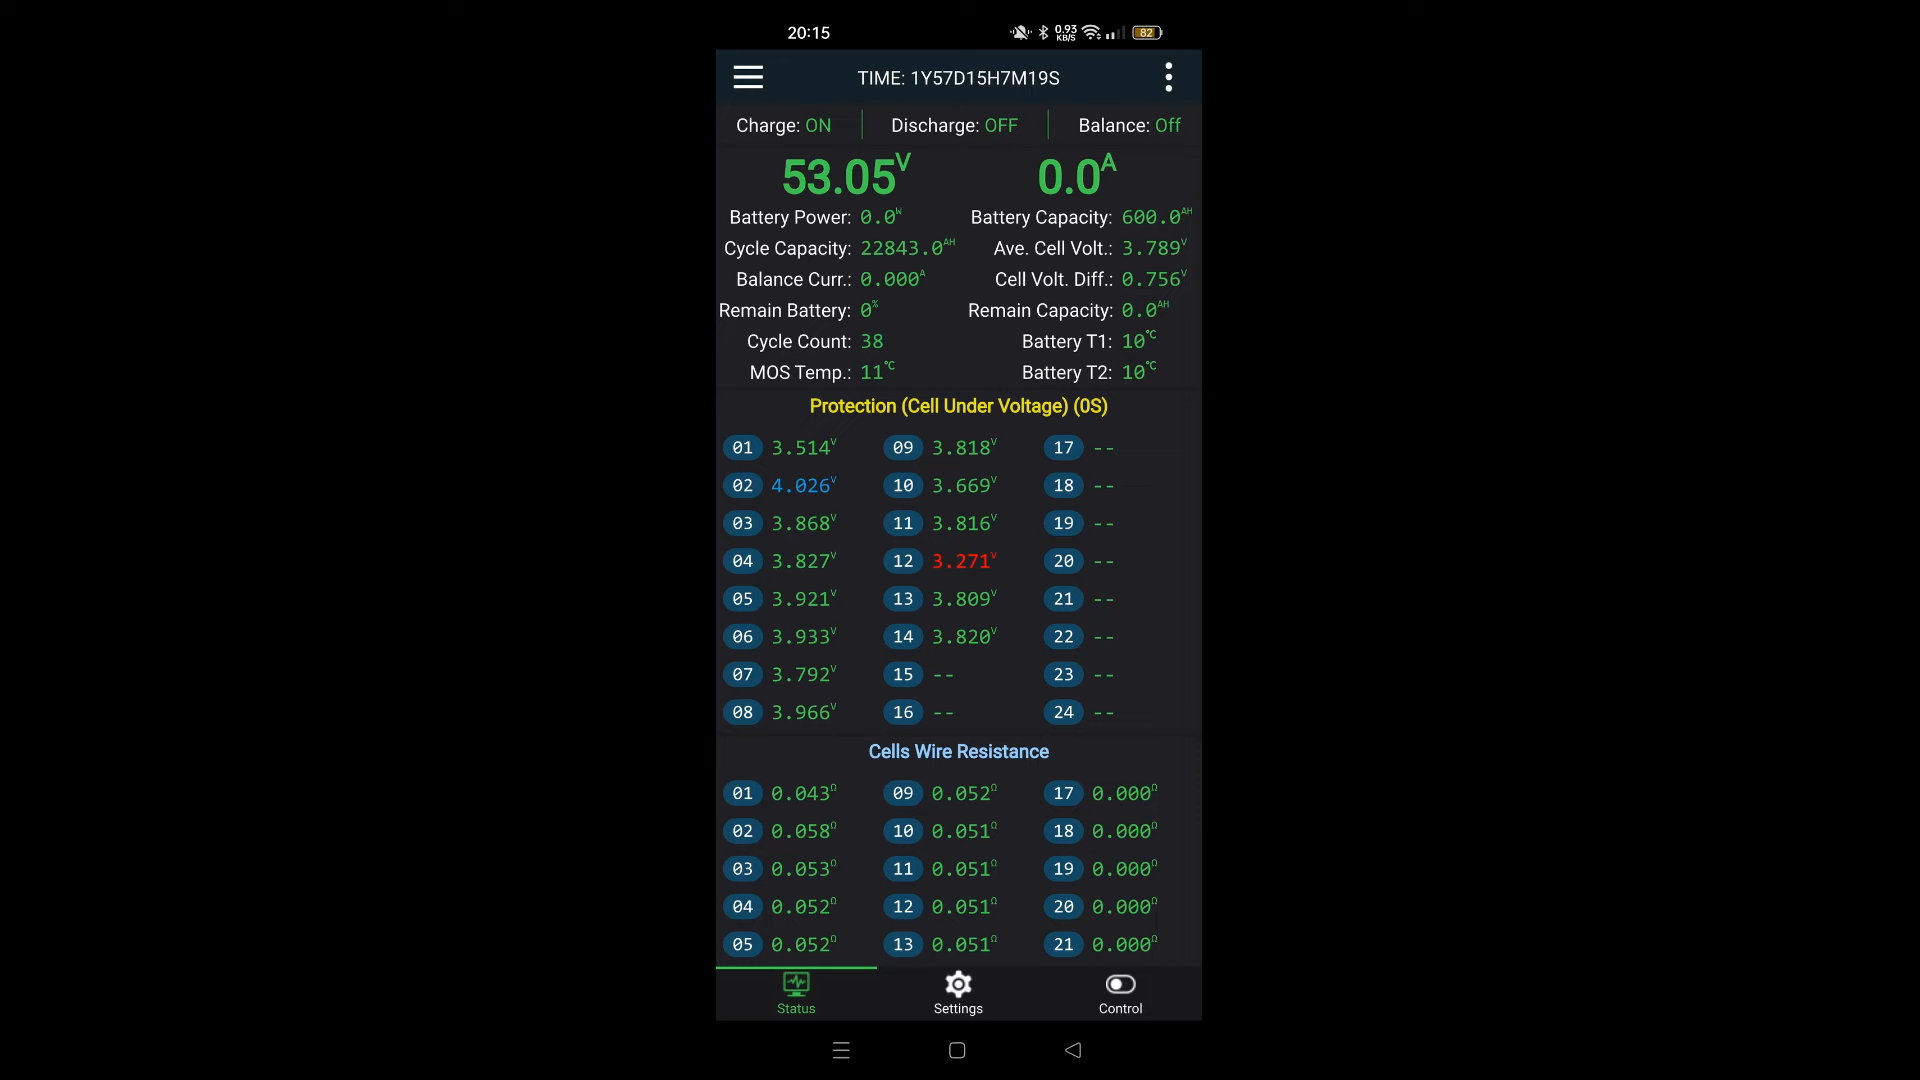 20:15 0.93 KB/S 82
TIME: 1Y57D15H7M19S
Charge: ON Discharge: OFF Balance: Off
53.05V 0.0A
Battery Power: 0.0W Battery Capacity: 600.0AH
Cycle Capacity: 22843.0AH Ave. Cell Volt.: 3.789V
Balance Curr.: 0.000A Cell Volt. Diff.: 0.756V
Remain Battery: 0% Remain Capacity: 0.0AH
Cycle Count: 38 Battery T1: 10℃
MOS Temp.: 11℃ Battery T2: 10℃
Protection (Cell Under Voltage) (0S)
01 3.514V 09 3.818V 17 --
02 4.026V 10 3.669V 18 --
03 3.868V 11 3.816V 19 --
04 3.827V 12 3.271V 20 --
05 3.921V 13 3.809V 21 --
06 3.933V 14 3.820V 22 --
07 3.792V 15 -- 23 --
08 3.966V 16 -- 24 --
Cells Wire Resistance
01 0.043Ω 09 0.052Ω 17 0.000Ω
02 0.058Ω 10 0.051Ω 18 0.000Ω
03 0.053Ω 11 0.051Ω 19 0.000Ω
04 0.052Ω 12 0.051Ω 20 0.000Ω
05 0.052Ω 13 0.051Ω 21 0.000Ω
Status Settings Control